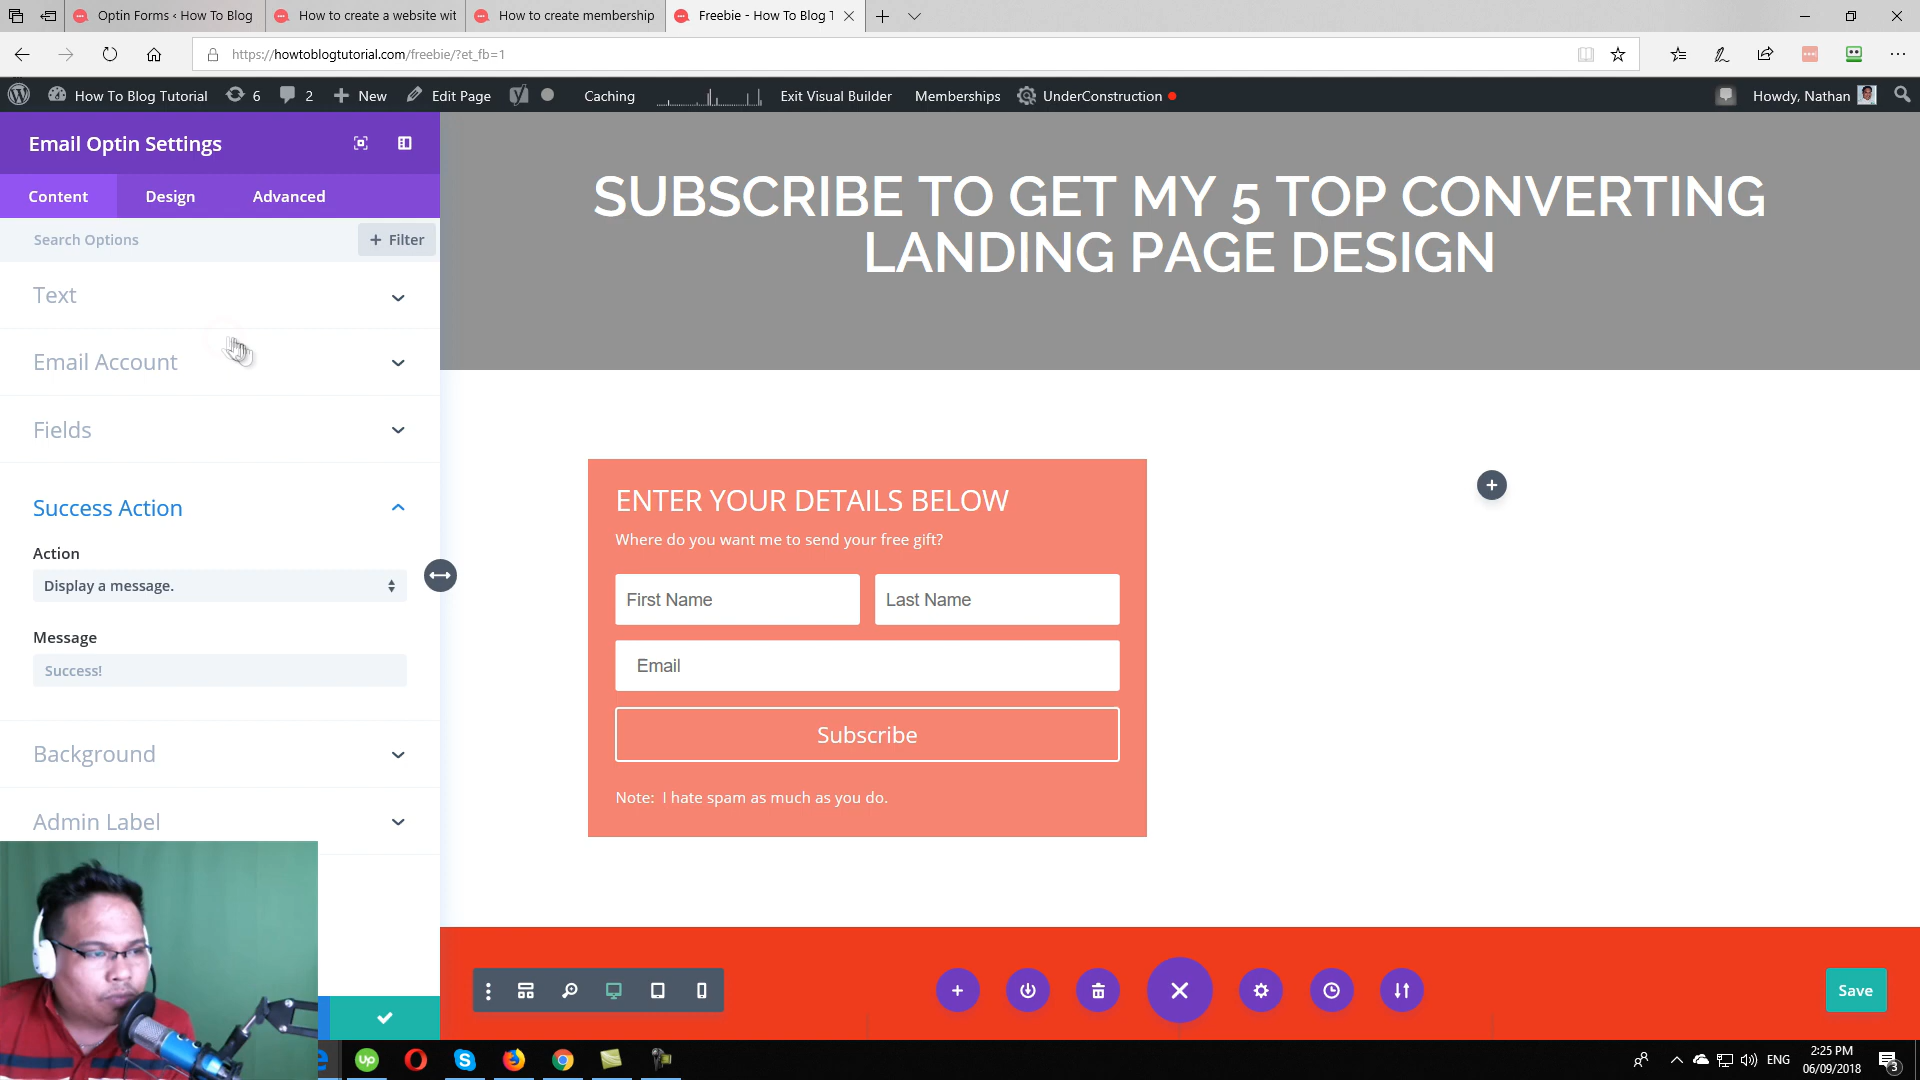 Optin Forms ‹ How To Blog
How to create a website wit
How to create membership
Freebie - How To Blog T
https://howtoblogtutorial.com/freebie/?et_fb=1
How To Blog Tutorial
6
2
New
Edit Page
Caching
Exit Visual Builder
Memberships
UnderConstruction
Howdy, Nathan
Email Optin Settings
Content
Design
Advanced
Search Options
+ Filter
Text
Email Account
Fields
Success Action
Action
Display a message.
Message
Success!
Background
Admin Label
SUBSCRIBE TO GET MY 5 TOP CONVERTING
LANDING PAGE DESIGN
ENTER YOUR DETAILS BELOW
Where do you want me to send your free gift?
First Name
Last Name
Email
Subscribe
Note: I hate spam as much as you do.
Save
up
ENG
2:25 PM
06/09/2018
3